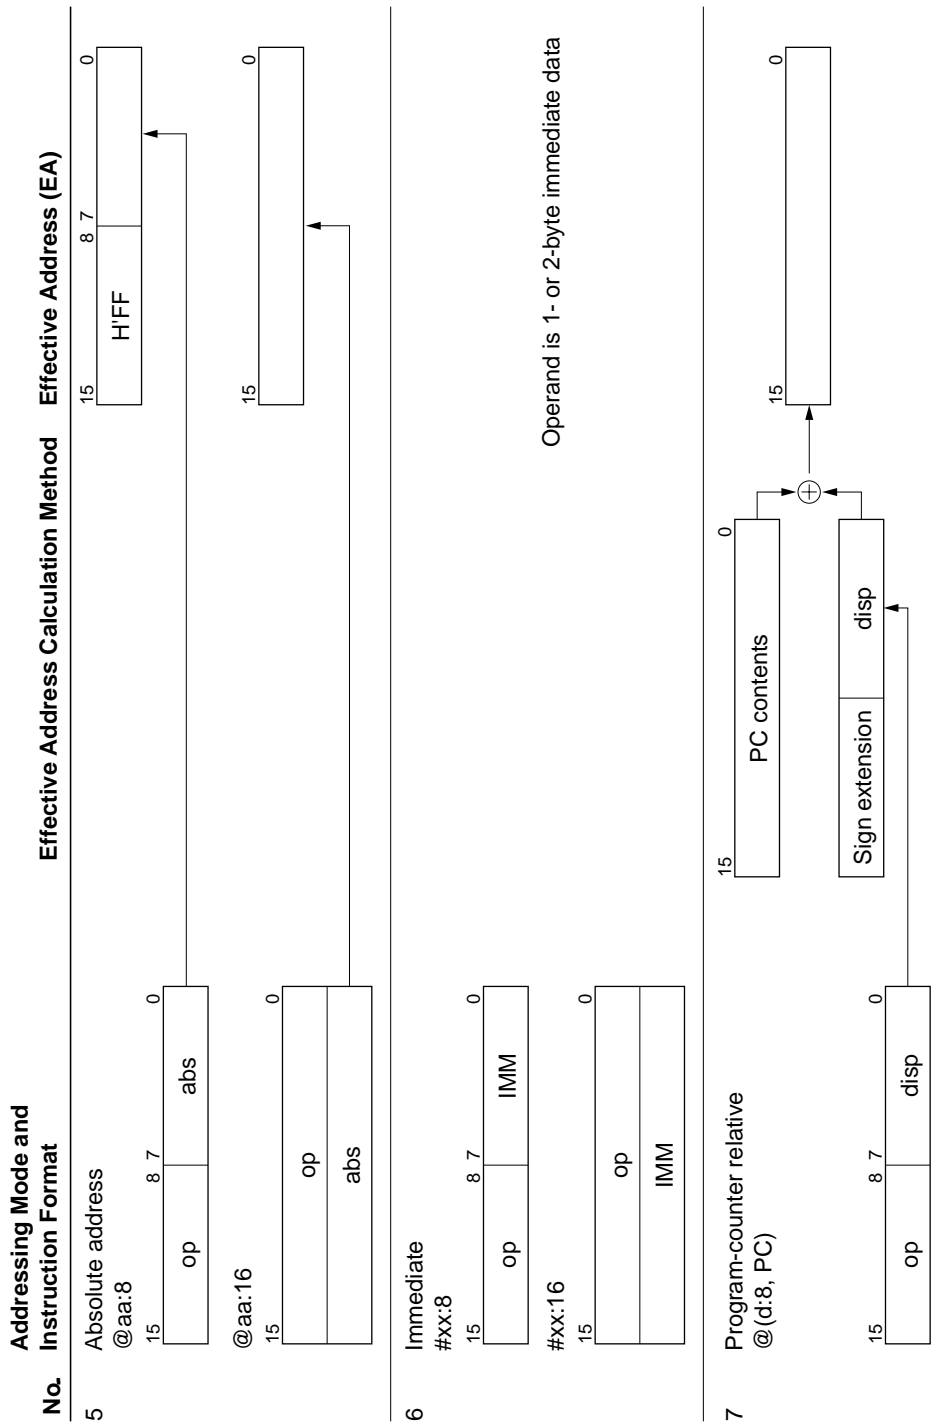 Addressing Mode and
No. Instruction Format Effective Address Calculation Method Effective Address (EA)
5 Absolute address
@aa:8
15 8 7 0
op abs
15 8 7 0
H'FF
@aa:16
15 0
op
abs
15 0
6 Immediate
#xx:8
15 8 7 0
op IMM
Operand is 1- or 2-byte immediate data
#xx:16
15 0
op
IMM
7 Program-counter relative
@(d:8, PC)
15 0
PC contents
15 0
Sign extension disp
15 8 7 0
op disp